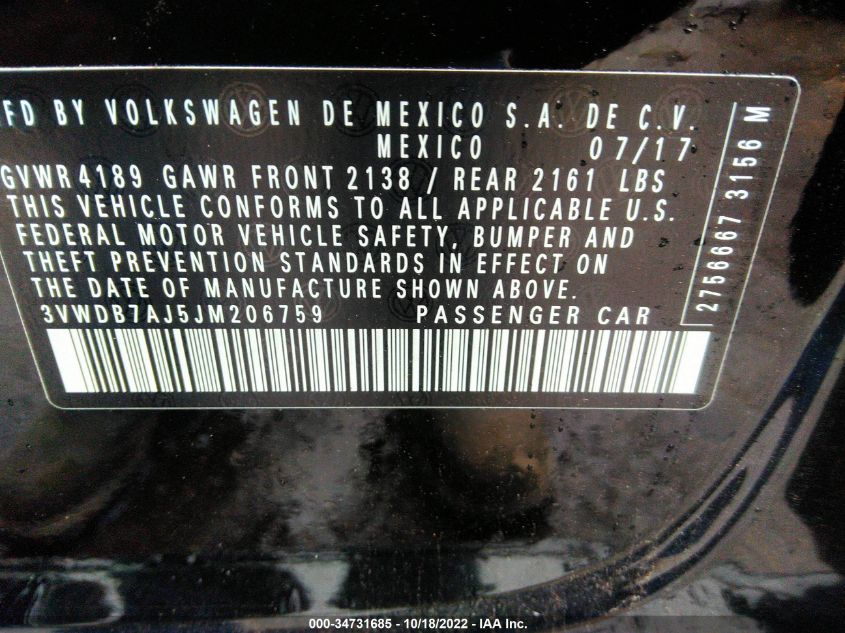 MFD BY VOLKSWAGEN DE MEXICO S.A. DE C.V.
MEXICO 07/17
GVWR 4189 GAWR FRONT 2138 / REAR 2161 LBS
THIS VEHICLE CONFORMS TO ALL APPLICABLE U.S.
FEDERAL MOTOR VEHICLE SAFETY, BUMPER AND
THEFT PREVENTION STANDARDS IN EFFECT ON
THE DATE OF MANUFACTURE SHOWN ABOVE.
3VWDB7AJ5JM206759 PASSENGER CAR
2756667 3156 M
000-34731685 | 10/18/2022 - IAA Inc.